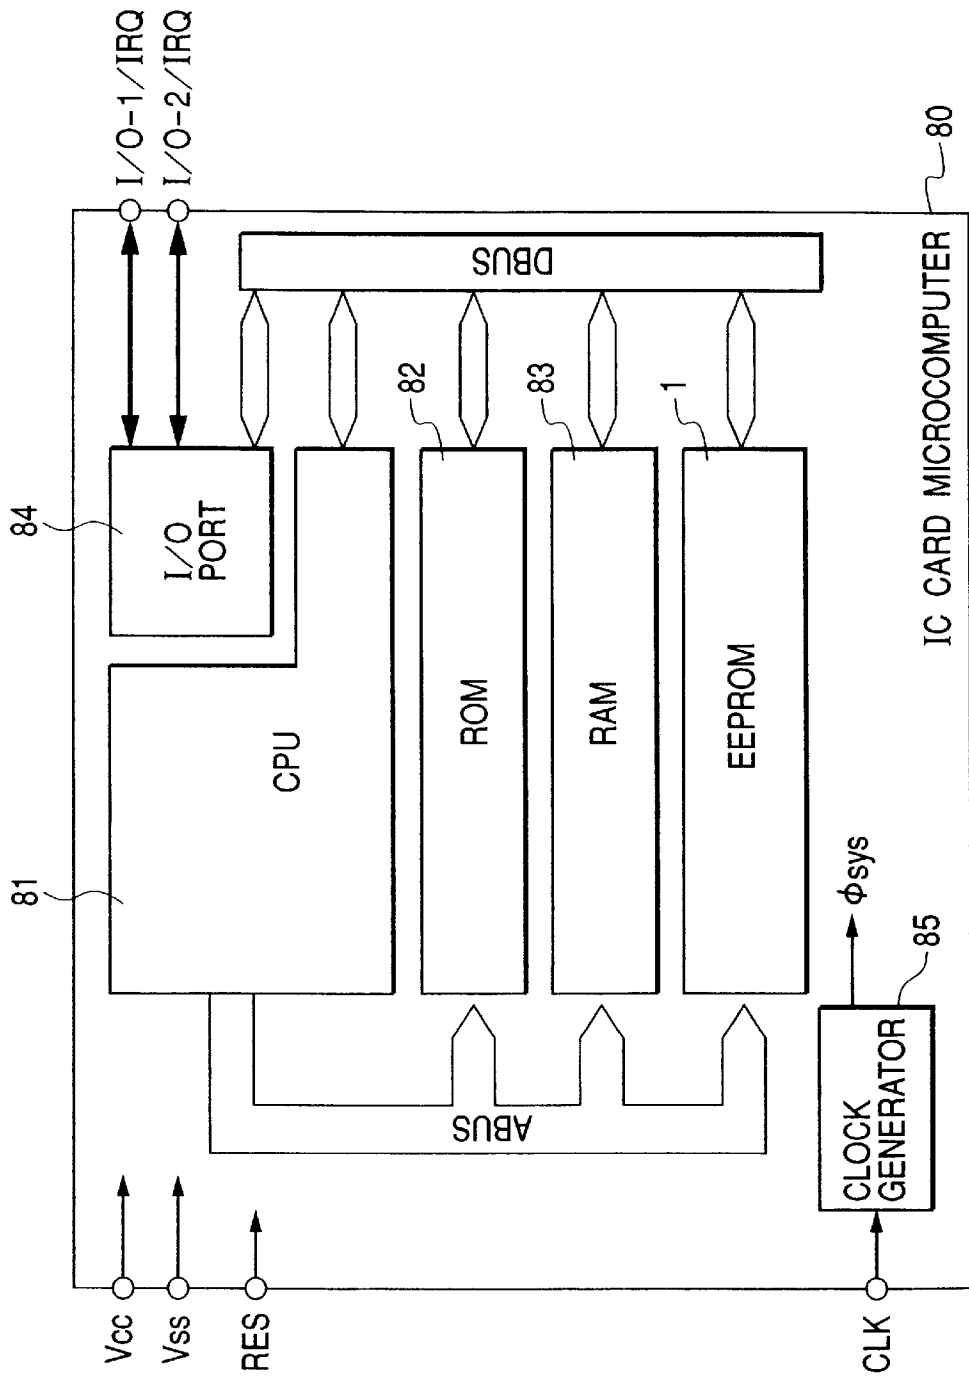 I/O-1/IRQ
I/O-2/IRQ
80
84
I/O
PORT
DBUS
81
CPU
82
ROM
83
RAM
1
EEPROM
ABUS
IC CARD MICROCOMPUTER
Vcc
Vss
RES
CLK
CLOCK
GENERATOR
85
Φsys